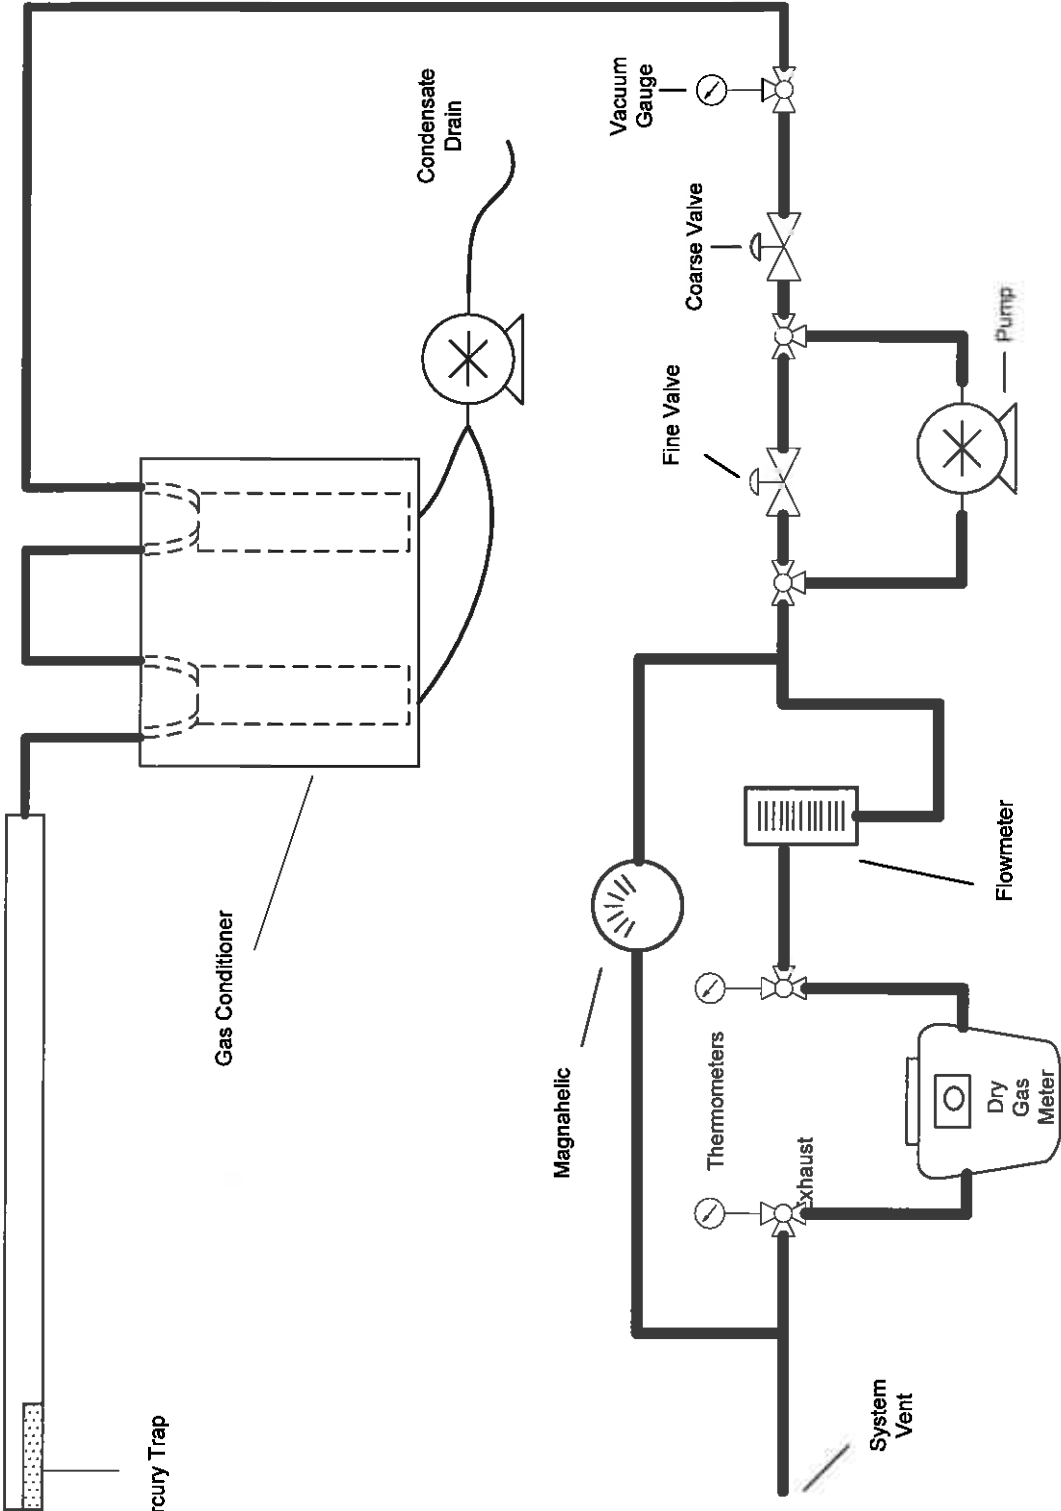 rcury Trap
Gas Conditioner
Condensate
Drain
Vacuum
Gauge
Coarse Valve
Fine Valve
Pump
Magnahelic
Thermometers
xhaust
Flowmeter
Dry
Gas
Meter
System
Vent